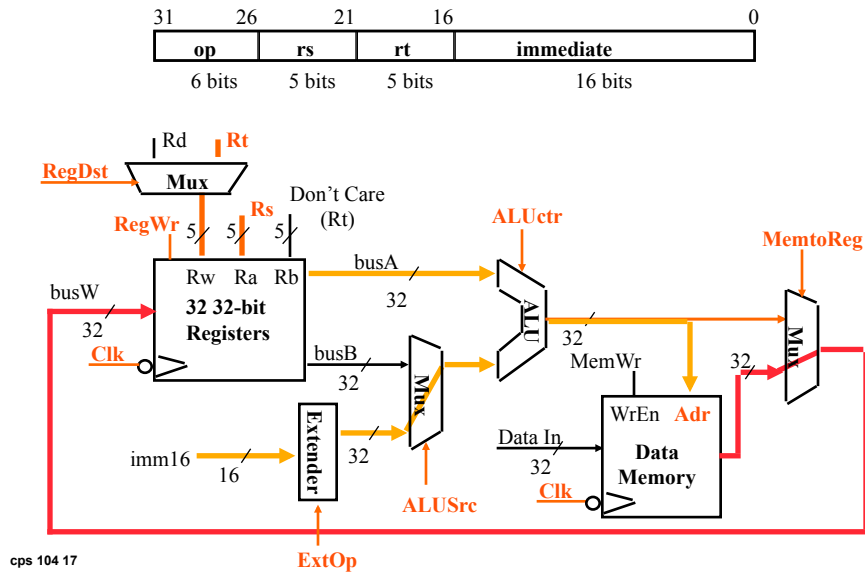 31 26 21 16 0
op rs rt immediate
6 bits 5 bits 5 bits 16 bits
Rd Rt
RegDst
Mux
Don't Care
(Rt)
Rs
RegWr
5 5 5
ALUctr
MemtoReg
busA
Rw Ra Rb
32
busW
32
32 32-bit
Registers
ALU
32
Mux
Clk
busB
32
MemWr
32
Mux
WrEn Adr
Extender
32
Data In
32
Data
Memory
imm16
16
Clk
ALUSrc
ExtOp
cps 104 17